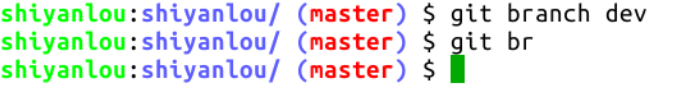 shiyanlou:shiyanlou/ (master) $ git branch dev
shiyanlou:shiyanlou/ (master) $ git br
shiyanlou:shiyanlou/ (master) $